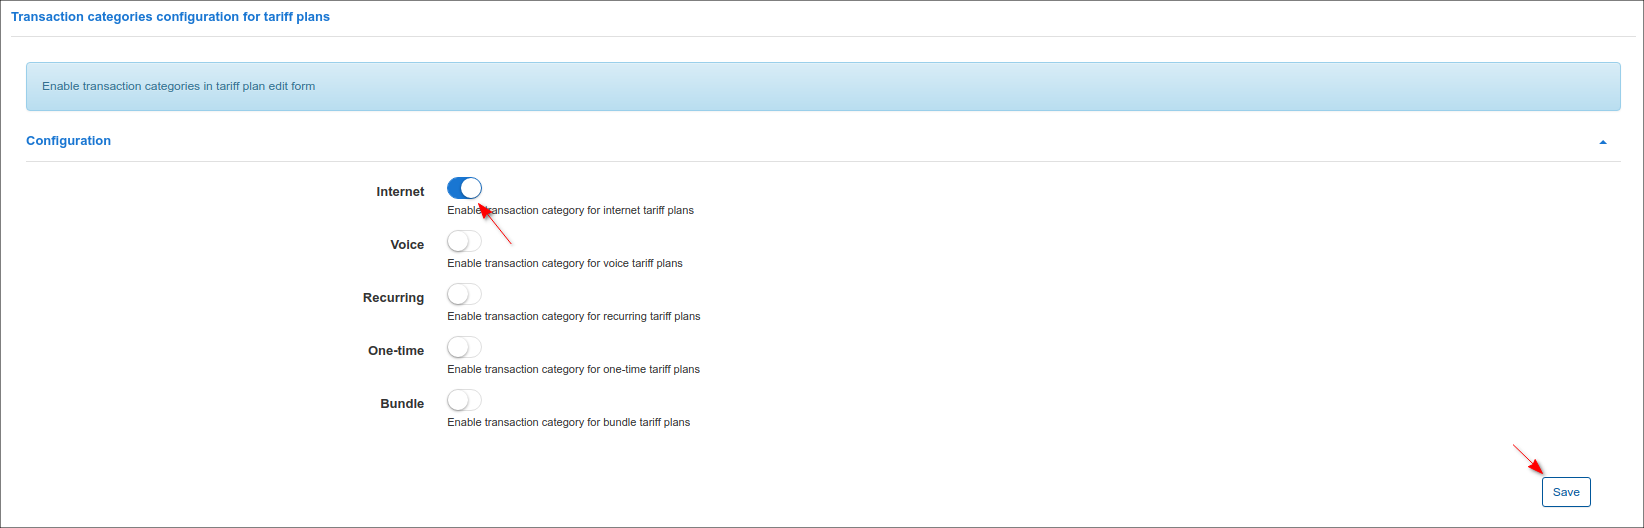 Transaction categories configuration for tariff plans
Enable transaction categories in tariff plan edit form
Configuration
Internet
Enable transaction category for internet tariff plans
Voice
Enable transaction category for voice tariff plans
Recurring
Enable transaction category for recurring tariff plans
One-time
Enable transaction category for one-time tariff plans
Bundle
Enable transaction category for bundle tariff plans
Save